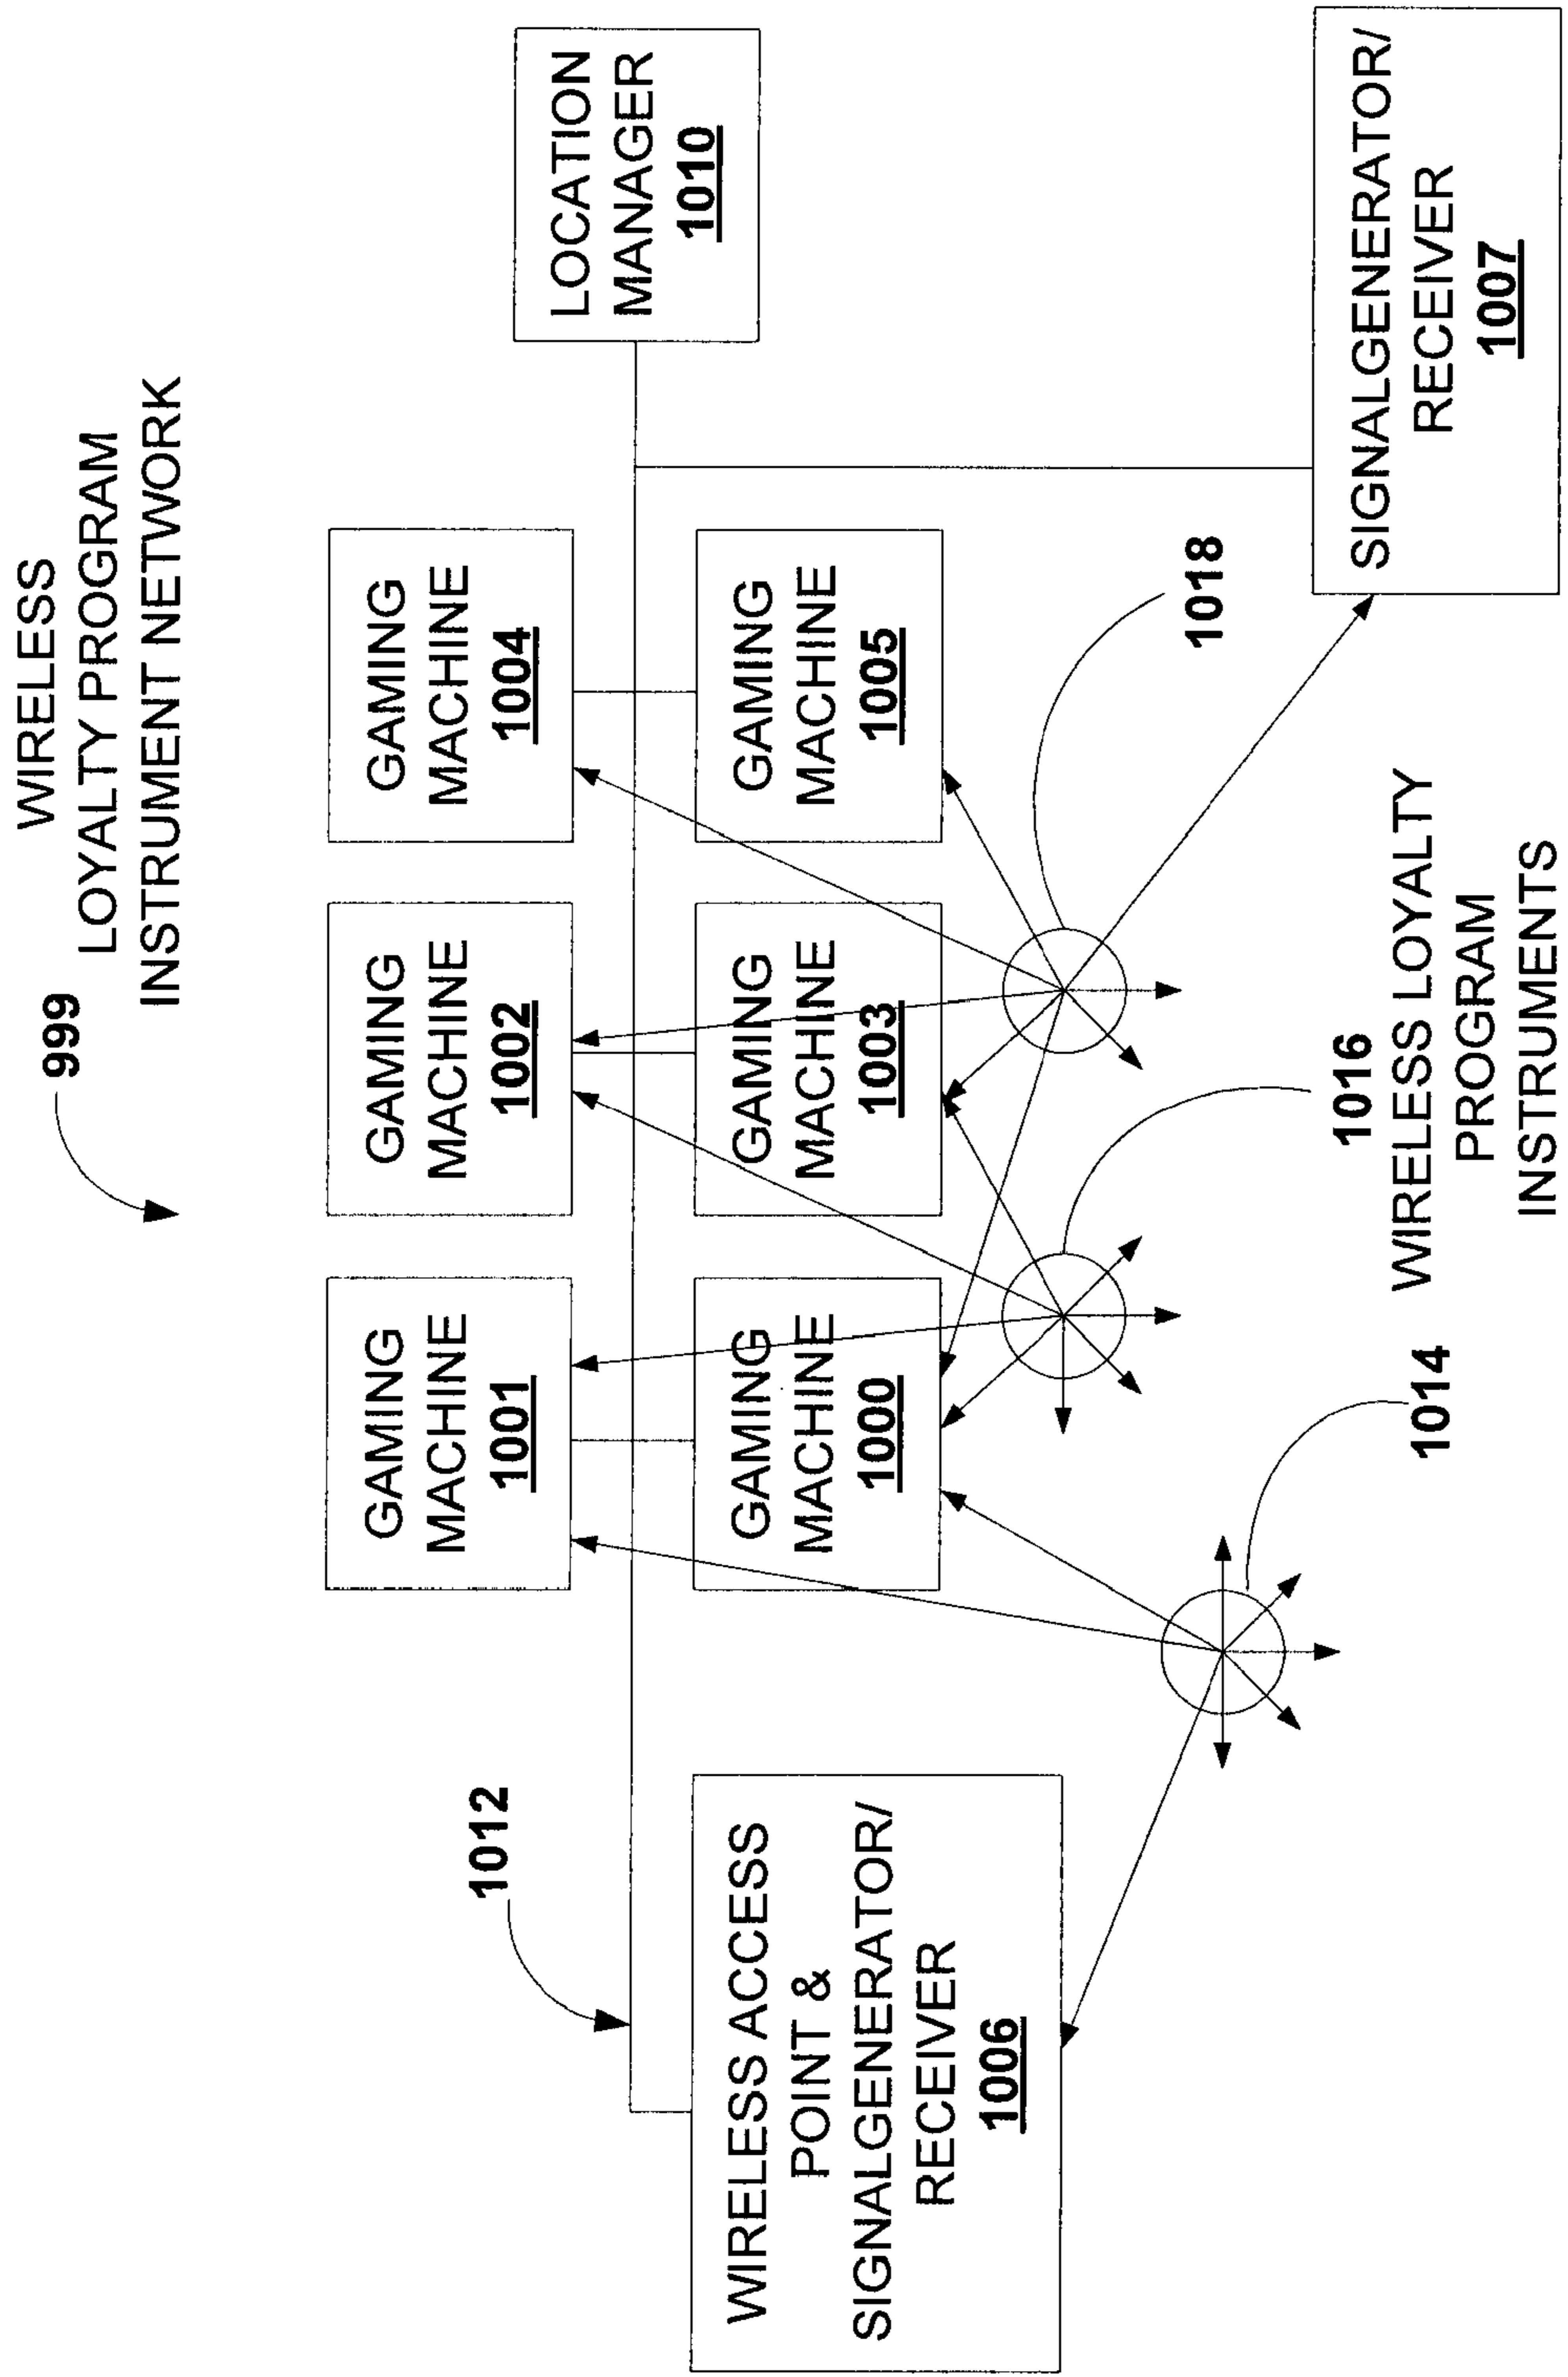 WIRELESS
LOYALTY PROGRAM
INSTRUMENT NETWORK
999
GAMING
MACHINE
1001
GAMING
MACHINE
1002
GAMING
MACHINE
1004
LOCATION
MANAGER
1010
1012
WIRELESS ACCESS
POINT &
SIGNALGENERATOR/
RECEIVER
1006
GAMING
MACHINE
1000
GAMING
MACHINE
1003
GAMING
MACHINE
1005
1018
1016
1014
WIRELESS LOYALTY
PROGRAM
INSTRUMENTS
SIGNALGENERATOR/
RECEIVER
1007